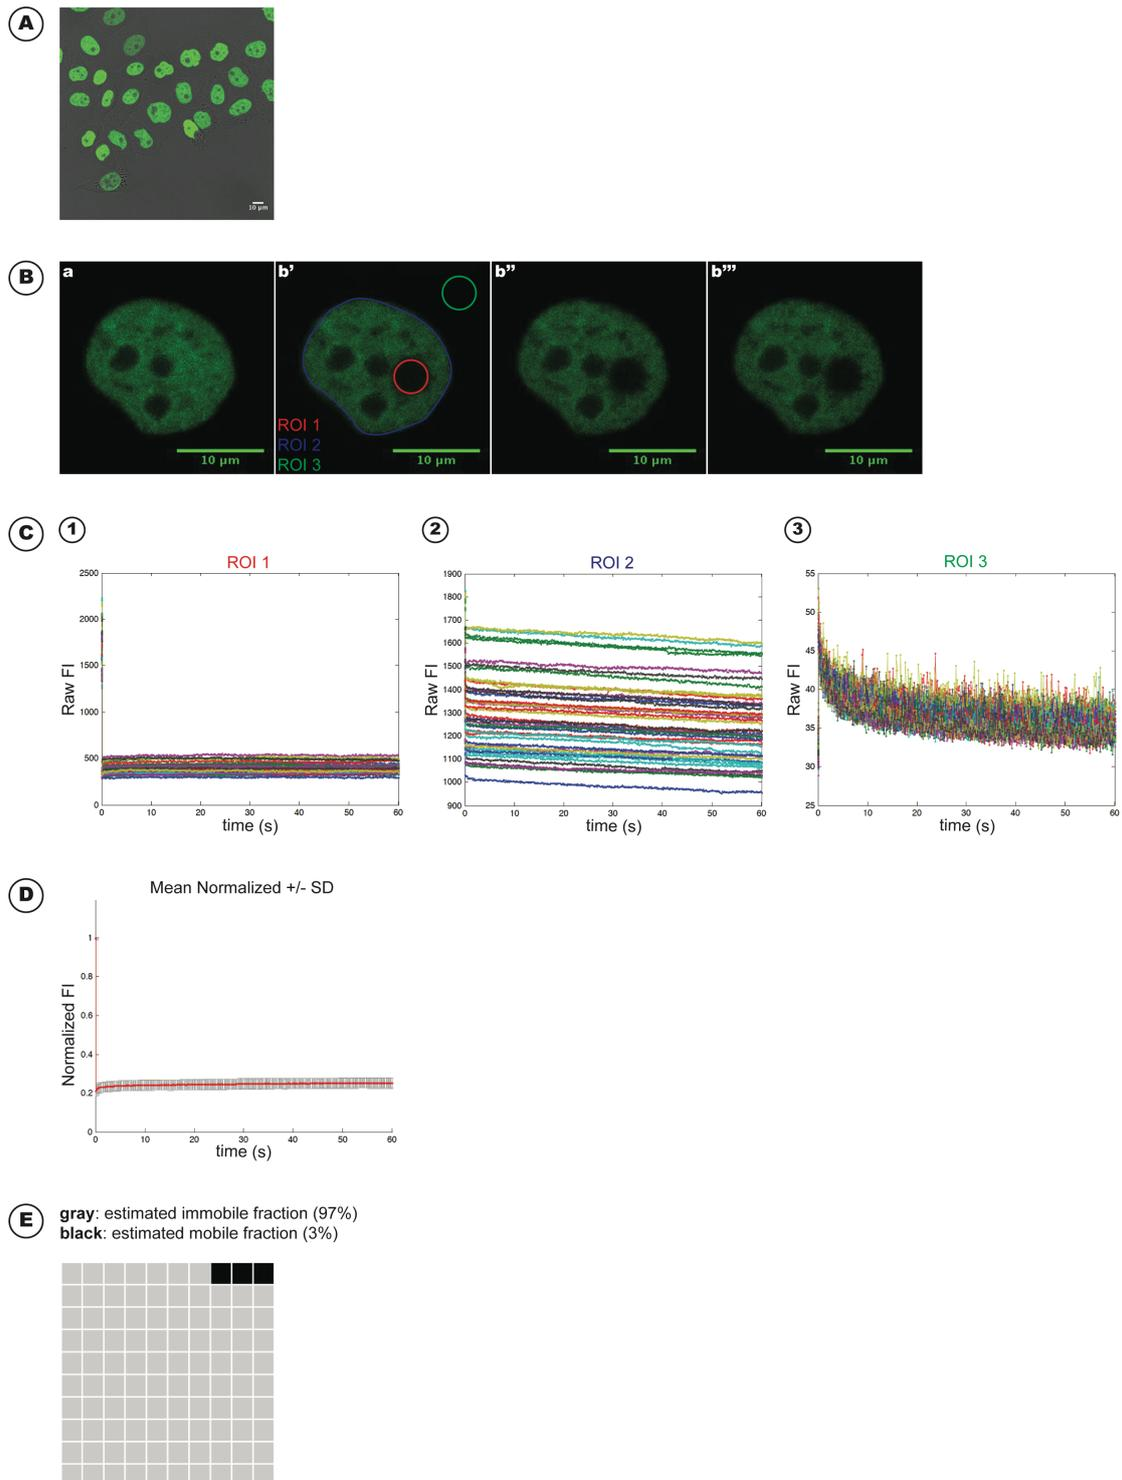 A
10 µm
B
a
b’
b’’
b’’’
ROI 1
ROI 2
ROI 3
10 µm
10 µm
10 µm
10 µm
C
1
2
3
ROI 1
ROI 2
ROI 3
Raw FI
2500
2000
1500
1000
500
0
0 10 20 30 40 50 60
time (s)
Raw FI
1900
1800
1700
1600
1500
1400
1300
1200
1100
1000
900
0 10 20 30 40 50 60
time (s)
Raw FI
55
50
45
40
35
30
25
0 10 20 30 40 50 60
time (s)
D
Mean Normalized +/- SD
Normalized FI
1
0.8
0.6
0.4
0.2
0
0 10 20 30 40 50 60
time (s)
E
gray: estimated immobile fraction (97%)
black: estimated mobile fraction (3%)